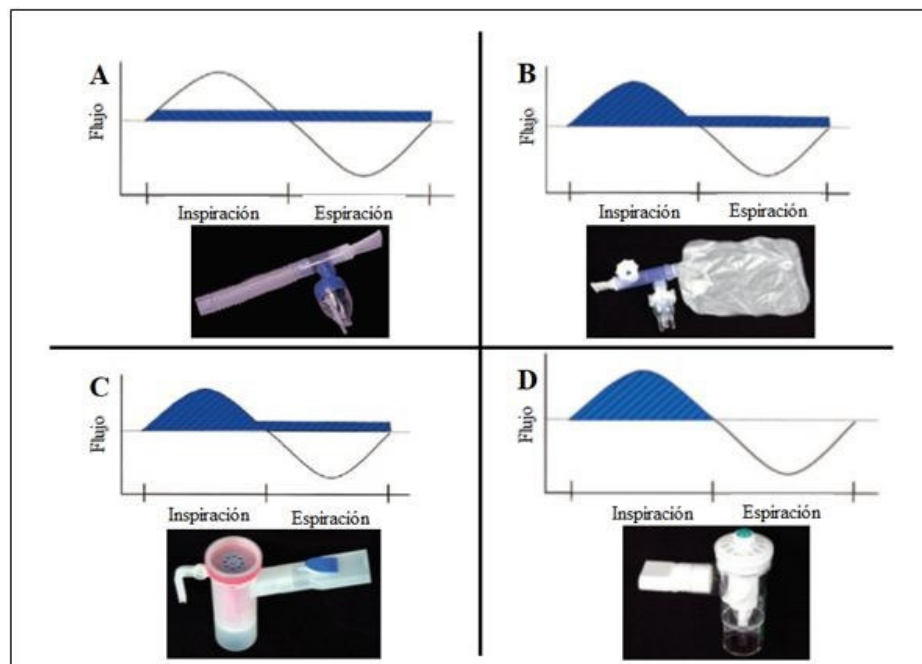 A
Flujo
Inspiración Espiración
B
Flujo
Inspiración Espiración
C
Flujo
Inspiración Espiración
D
Flujo
Inspiración Espiración